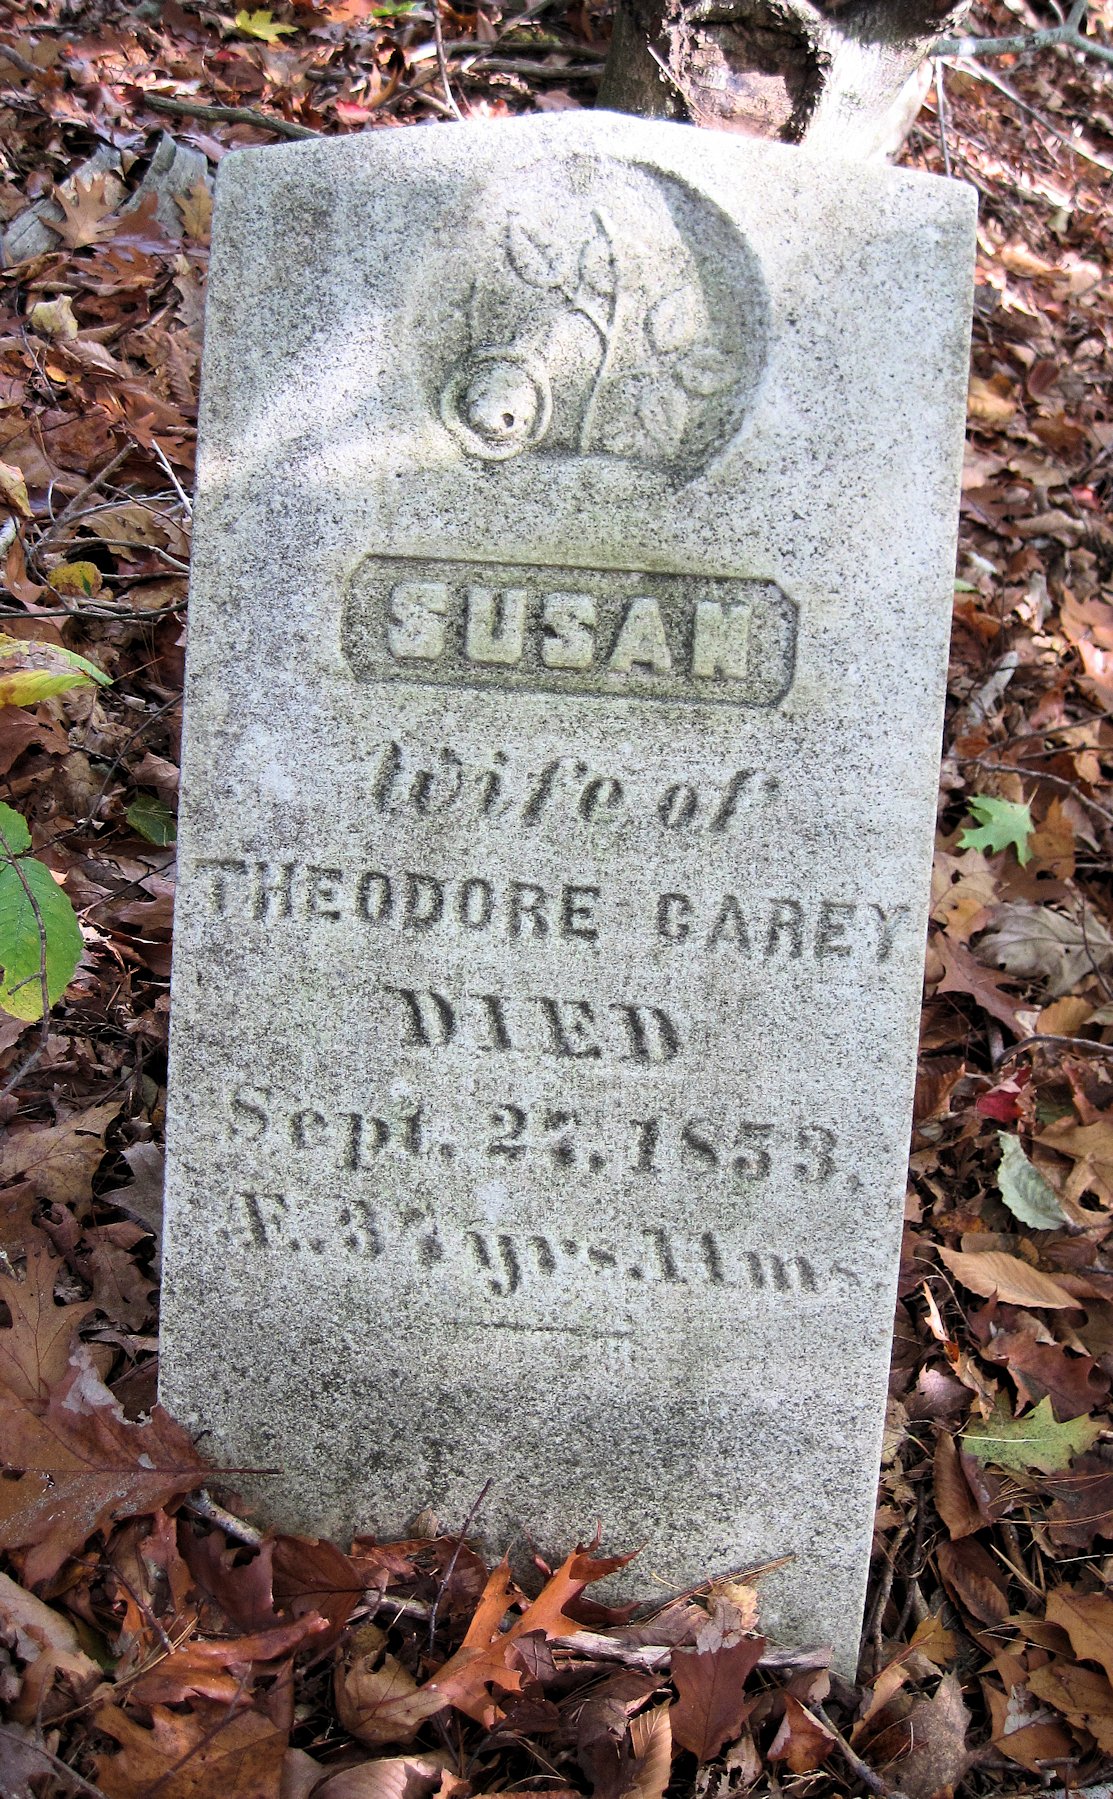 SUSAN
Wife of
THEODORE CAREY
DIED
Sept. 27, 1853,
Æ. 37 yrs. 11 ms.